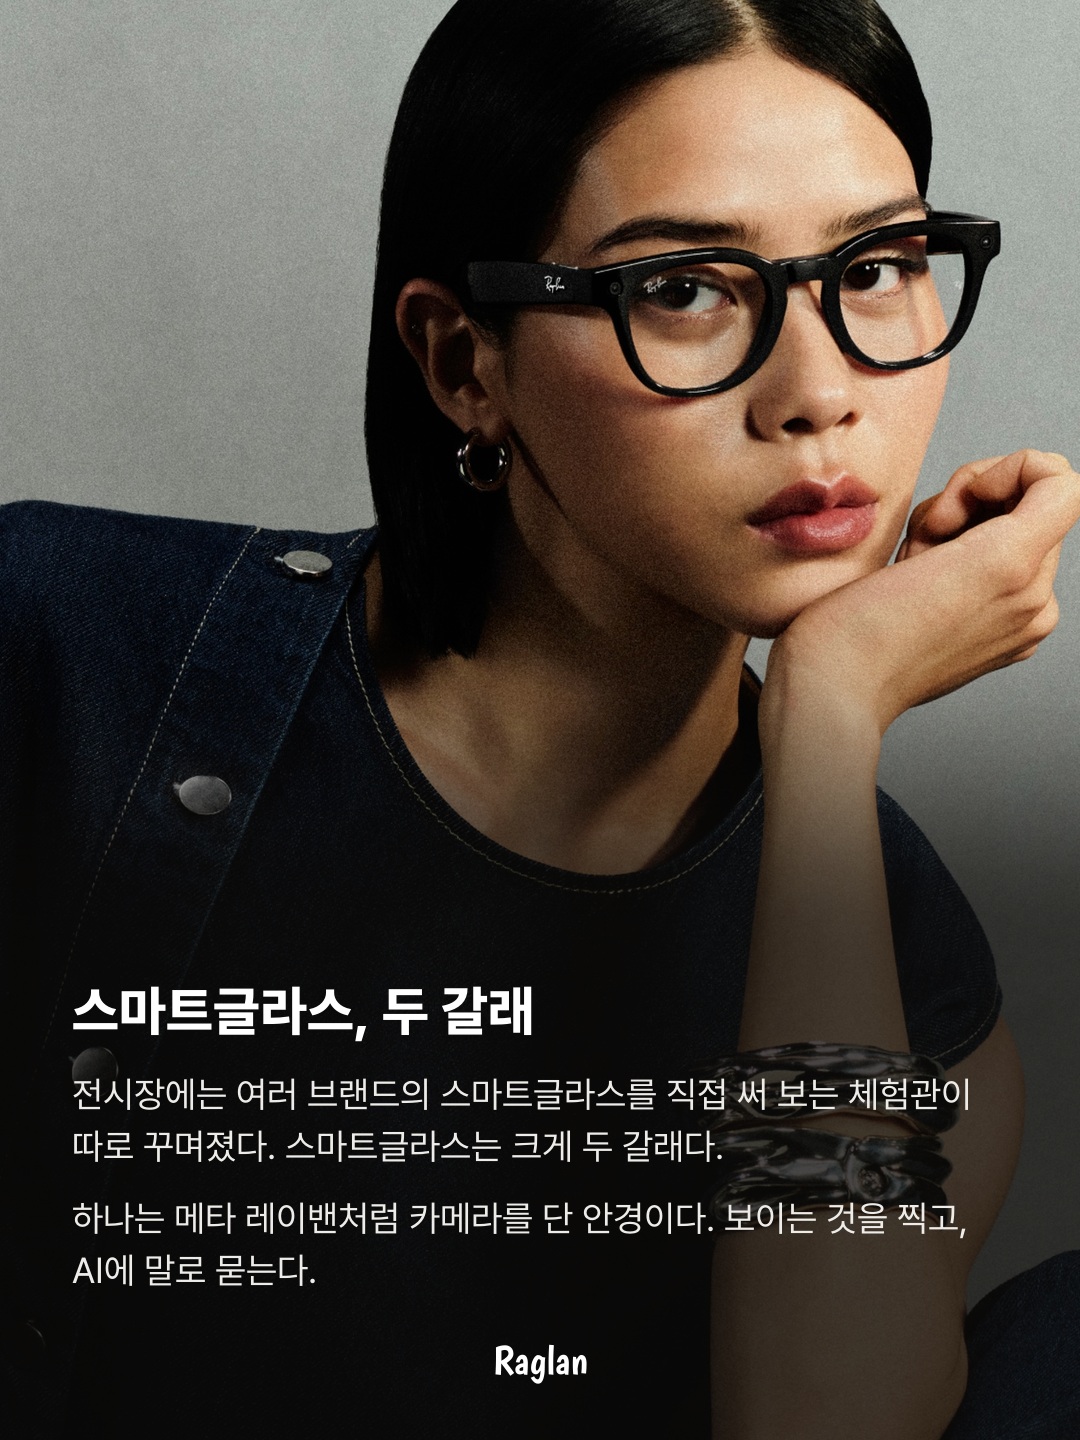 Ray-Ban
Ray-Ban
스마트글라스, 두 갈래
전시장에는 여러 브랜드의 스마트글라스를 직접 써 보는 체험관이
따로 꾸며졌다. 스마트글라스는 크게 두 갈래다.
하나는 메타 레이밴처럼 카메라를 단 안경이다. 보이는 것을 찍고,
AI에 말로 묻는다.
Raglan